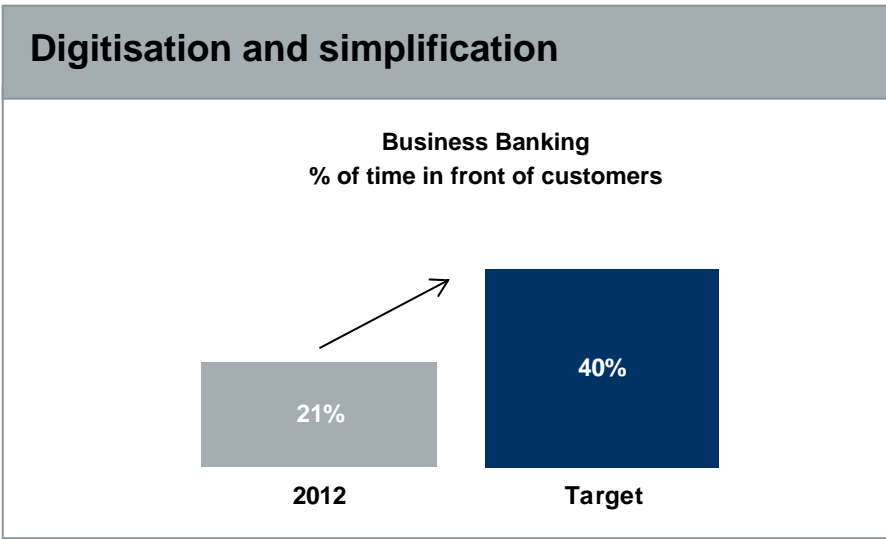 Digitisation and simplification
Business Banking
% of time in front of customers
40%
21%
2012 Target